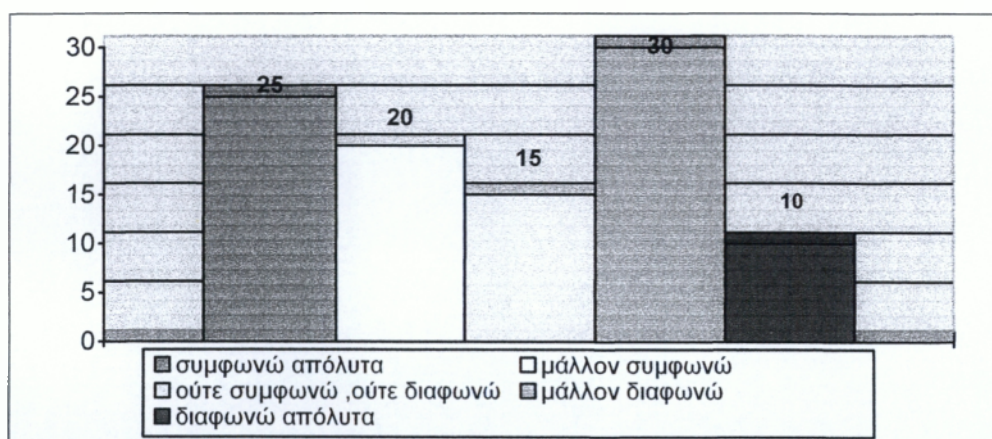 30
25
20
15
10
5
0
25
20
15
30
10
συμφωνώ απόλυτα
μάλλον συμφωνώ
ούτε συμφωνώ ,ούτε διαφωνώ
μάλλον διαφωνώ
διαφωνώ απόλυτα